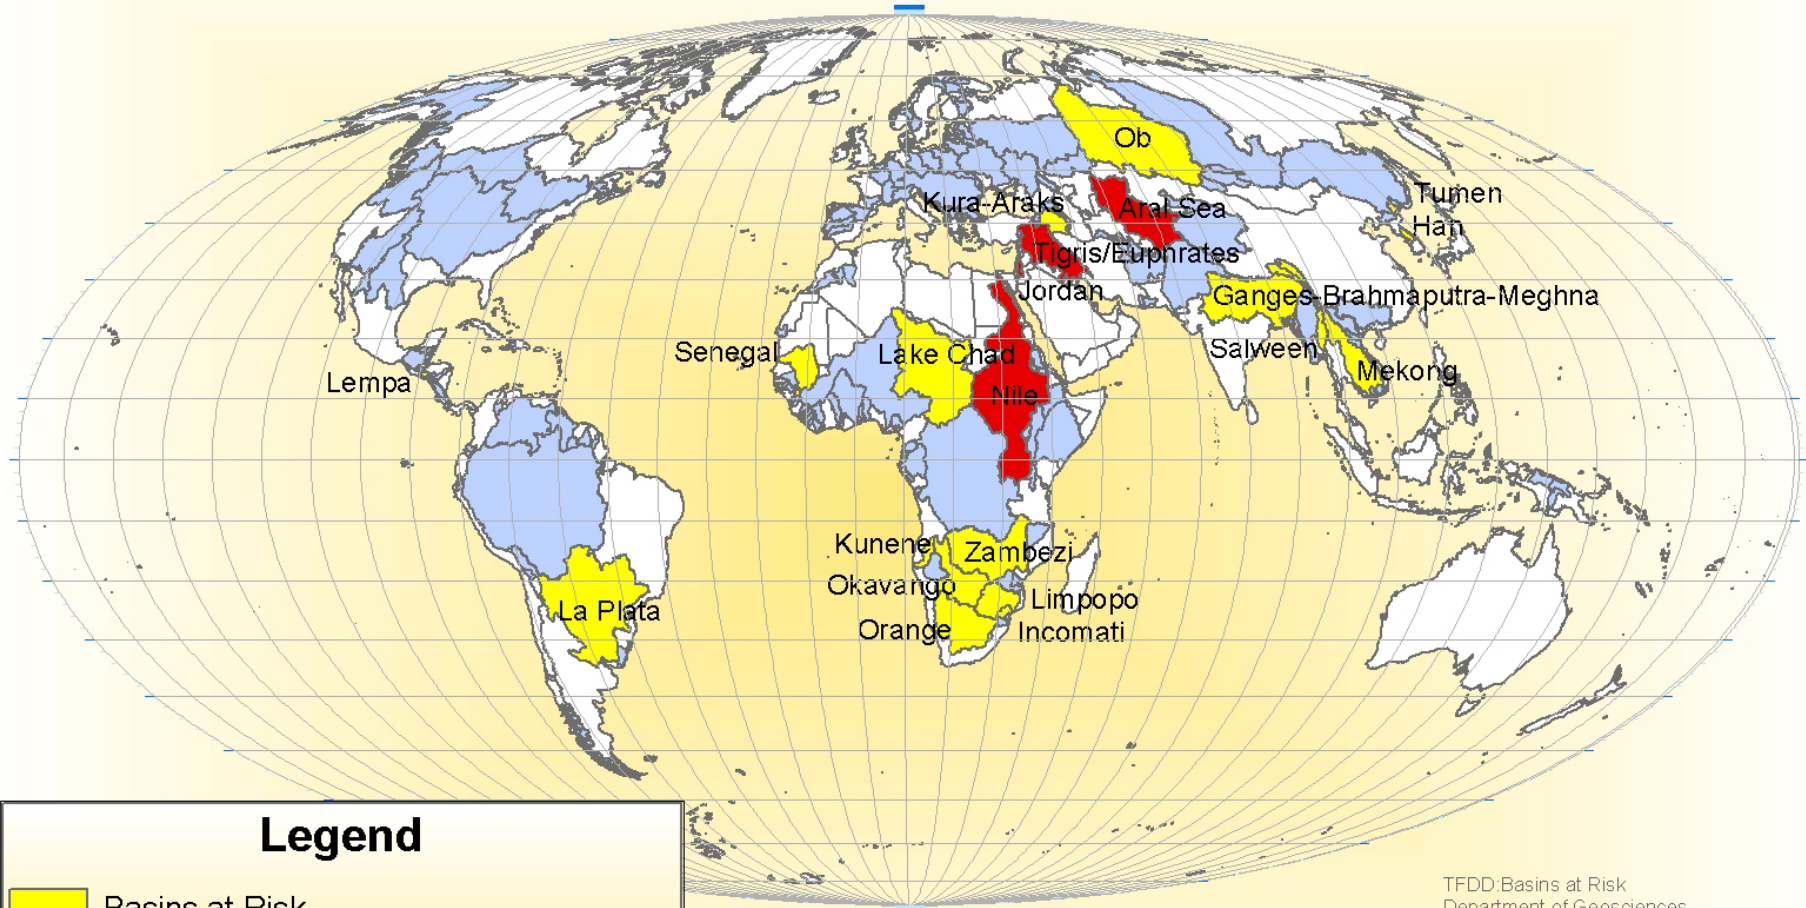 Ob
Tumen
Kura-Araks
Aral Sea
Han
Tigris/Euphrates
Jordan
Ganges-Brahmaputra-Meghna
Senegal
Lake Chad
Salween
Lempa
Mekong
Nile
Kunene
Zambezi
Okavango
Limpopo
La Plata
Orange
Incomati
Legend
Basins at Risk
TFDD:Basins at Risk
Department of Geosciences